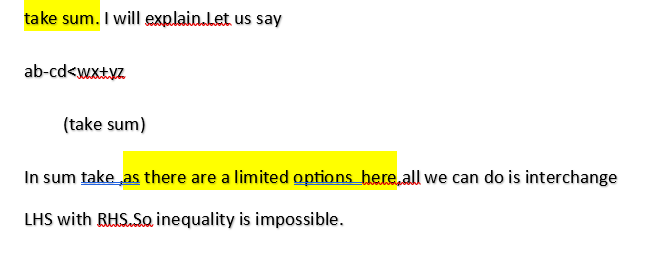 take sum. I will explain.Let us say
ab-cd<wx+yz
(take sum)
In sum take ,as there are a limited options  here,all we can do is interchange
LHS with RHS.So inequality is impossible.